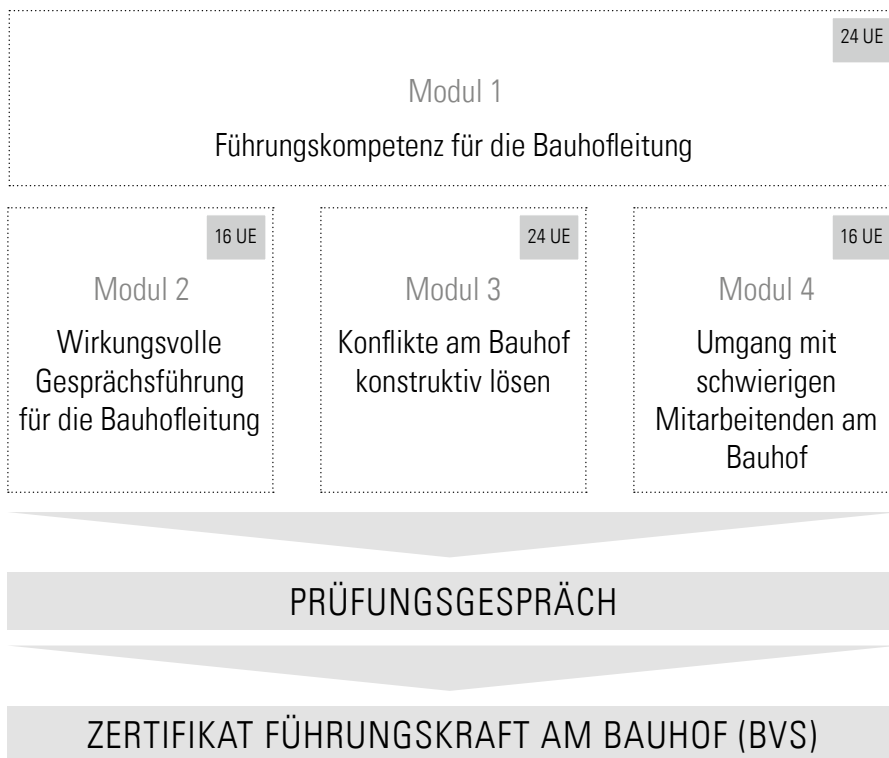 24 UE
Modul 1
Führungskompetenz für die Bauhofleitung
16 UE
Modul 2
Wirkungsvolle
Gesprächsführung
für die Bauhofleitung
24 UE
Modul 3
Konflikte am Bauhof
konstruktiv lösen
16 UE
Modul 4
Umgang mit
schwierigen
Mitarbeitenden am
Bauhof
PRÜFUNGSGESPRÄCH
ZERTIFIKAT FÜHRUNGSKRAFT AM BAUHOF (BVS)